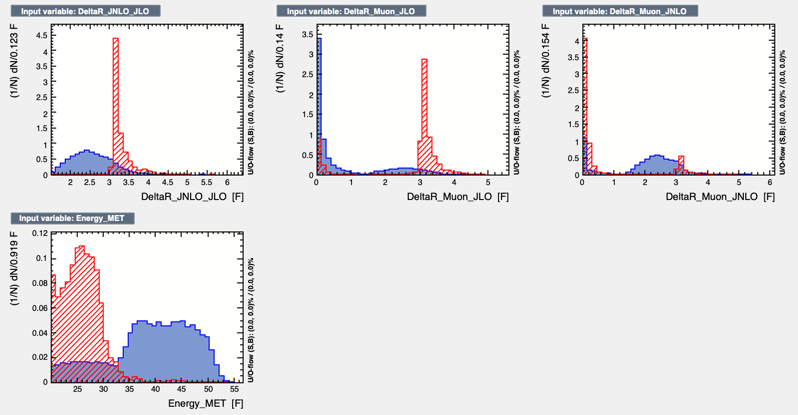 Input variable: DeltaR_JNLO_JLO
(1/N) dN/0.123 F
4.5
4
3.5
3
2.5
2
1.5
1
0.5
0
2 2.5 3 3.5 4 4.5 5 5.5 6
DeltaR_JNLO_JLO [F]
U/O-flow (S,B): (0.0, 0.0)% / (0.0, 0.0)%
Input variable: DeltaR_Muon_JLO
(1/N) dN/0.14 F
3.5
3
2.5
2
1.5
1
0.5
0
0 1 2 3 4 5
DeltaR_Muon_JLO [F]
U/O-flow (S,B): (0.0, 0.0)% / (0.0, 0.0)%
Input variable: DeltaR_Muon_JNLO
(1/N) dN/0.154 F
4
3.5
3
2.5
2
1.5
1
0.5
0
0 1 2 3 4 5 6
DeltaR_Muon_JNLO [F]
U/O-flow (S,B): (0.0, 0.0)% / (0.0, 0.0)%
Input variable: Energy_MET
(1/N) dN/0.919 F
0.12
0.1
0.08
0.06
0.04
0.02
0
25 30 35 40 45 50 55
Energy_MET [F]
U/O-flow (S,B): (0.0, 0.0)% / (0.0, 0.0)%